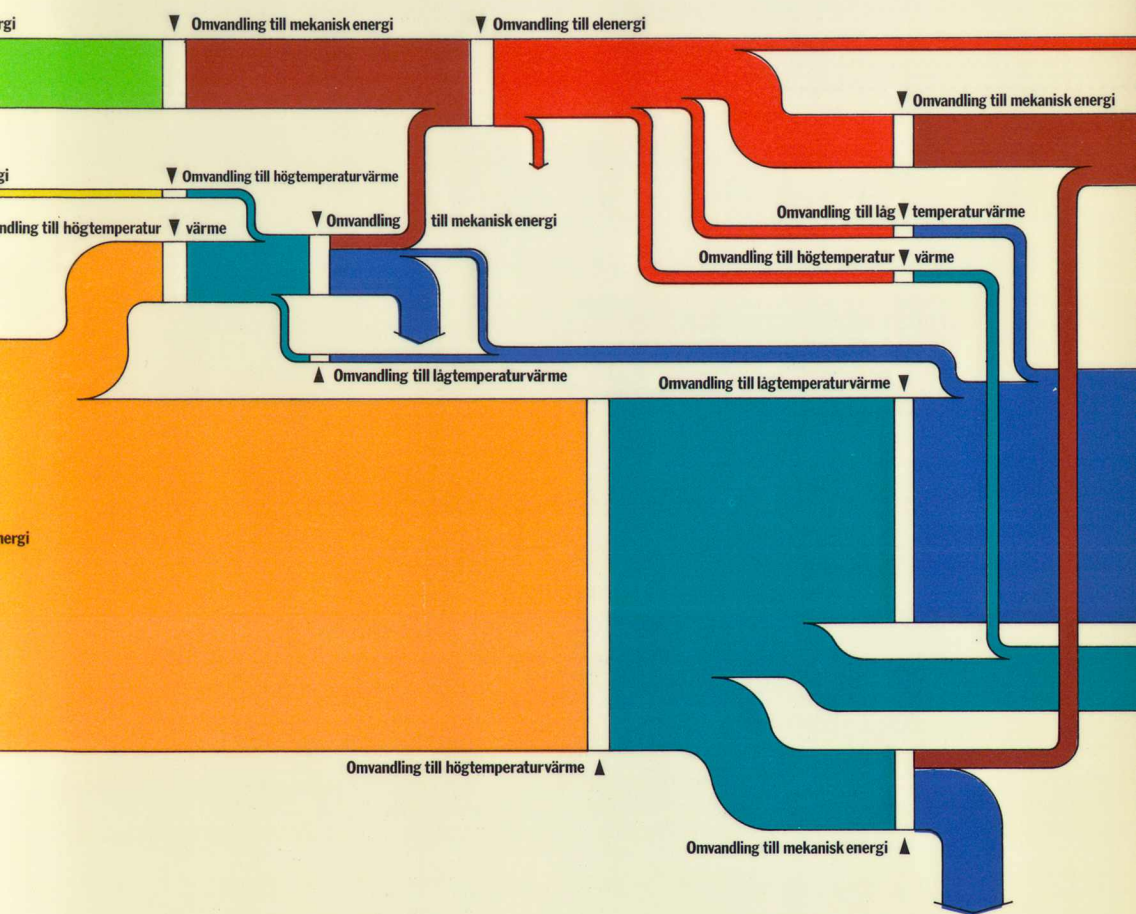 rgi
Omvandling till mekanisk energi
Omvandling till elenergi
Omvandling till mekanisk energi
gi
Omvandling till högtemperaturvärme
Omvandling till mekanisk energi
Omvandling till låg temperaturvärme
ndling till högtemperatur värme
Omvandling till högtemperatur värme
Omvandling till lågtemperaturvärme
Omvandling till lågtemperaturvärme
nergi
Omvandling till högtemperaturvärme
Omvandling till mekanisk energi